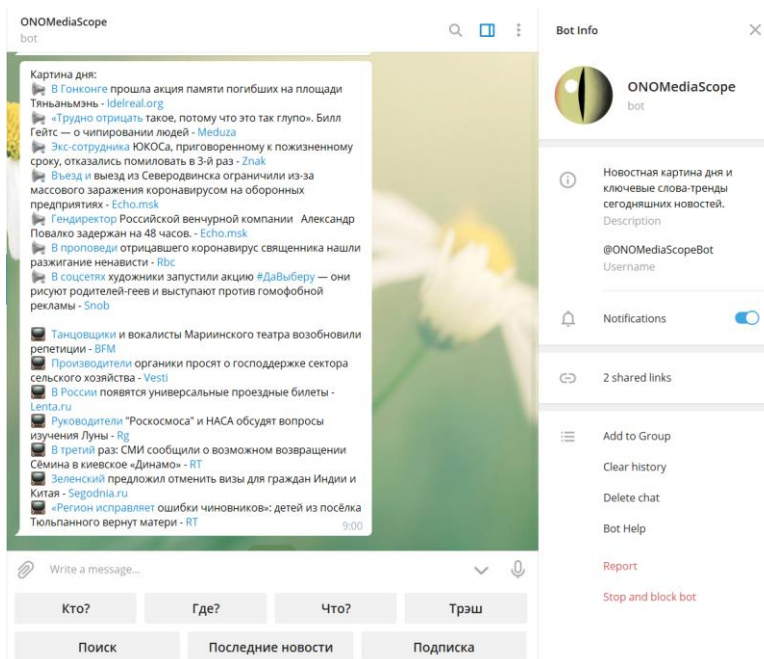 ONOMediaScope
bot
Картина дня:
В Гонконге прошла акция памяти погибших на площади
Тяньаньмэнь - Idelreal.org
«Трудно отрицать такое, потому что это так глупо». Билл
Гейтс — о чипировании людей - Meduza
Экс-сотрудника ЮКОСа, приговоренному к пожизненному
сроку, отказались помиловать в 3-й раз - Znak
Въезд и выезд из Северодвинска ограничили из-за
массового заражения коронавирусом на оборонных
предприятиях - Echo.msk
Гендиректор Российской венчурной компании Александр
Повалко задержан на 48 часов. - Echo.msk
В проповеди отрицавшего коронавирус священника нашли
разжигание ненависти - Rbc
В соцсетях художники запустили акцию #ДаВыберу — они
рисуют родителей-геев и выступают против гомофобной
рекламы - Snob
Танцовщики и вокалисты Мариинского театра возобновили
репетиции - BFM
Производители органики просят о господдержке сектора
сельского хозяйства - Vesti
В России появятся универсальные проездные билеты -
Lenta.ru
Руководители "Роскосмоса" и НАСА обсудят вопросы
изучения Луны - Rg
В третий раз: СМИ сообщили о возможном возвращении
Сёмина в киевское «Динамо» - RT
Зеленский предложил отменить визы для граждан Индии и
Китая - Segodnia.ru
«Регион исправляет ошибки чиновников»: детей из посёлка
Тюльпанного вернут матери - RT
9:00
Write a message...
Кто? Где? Что? Трэш
Поиск Последние новости Подписка
Bot Info
ONOMediaScope
bot
Новостная картина дня и
ключевые слова-тренды
сегодняшних новостей.
Description
@ONOMediaScopeBot
Username
Notifications
2 shared links
Add to Group
Clear history
Delete chat
Bot Help
Report
Stop and block bot